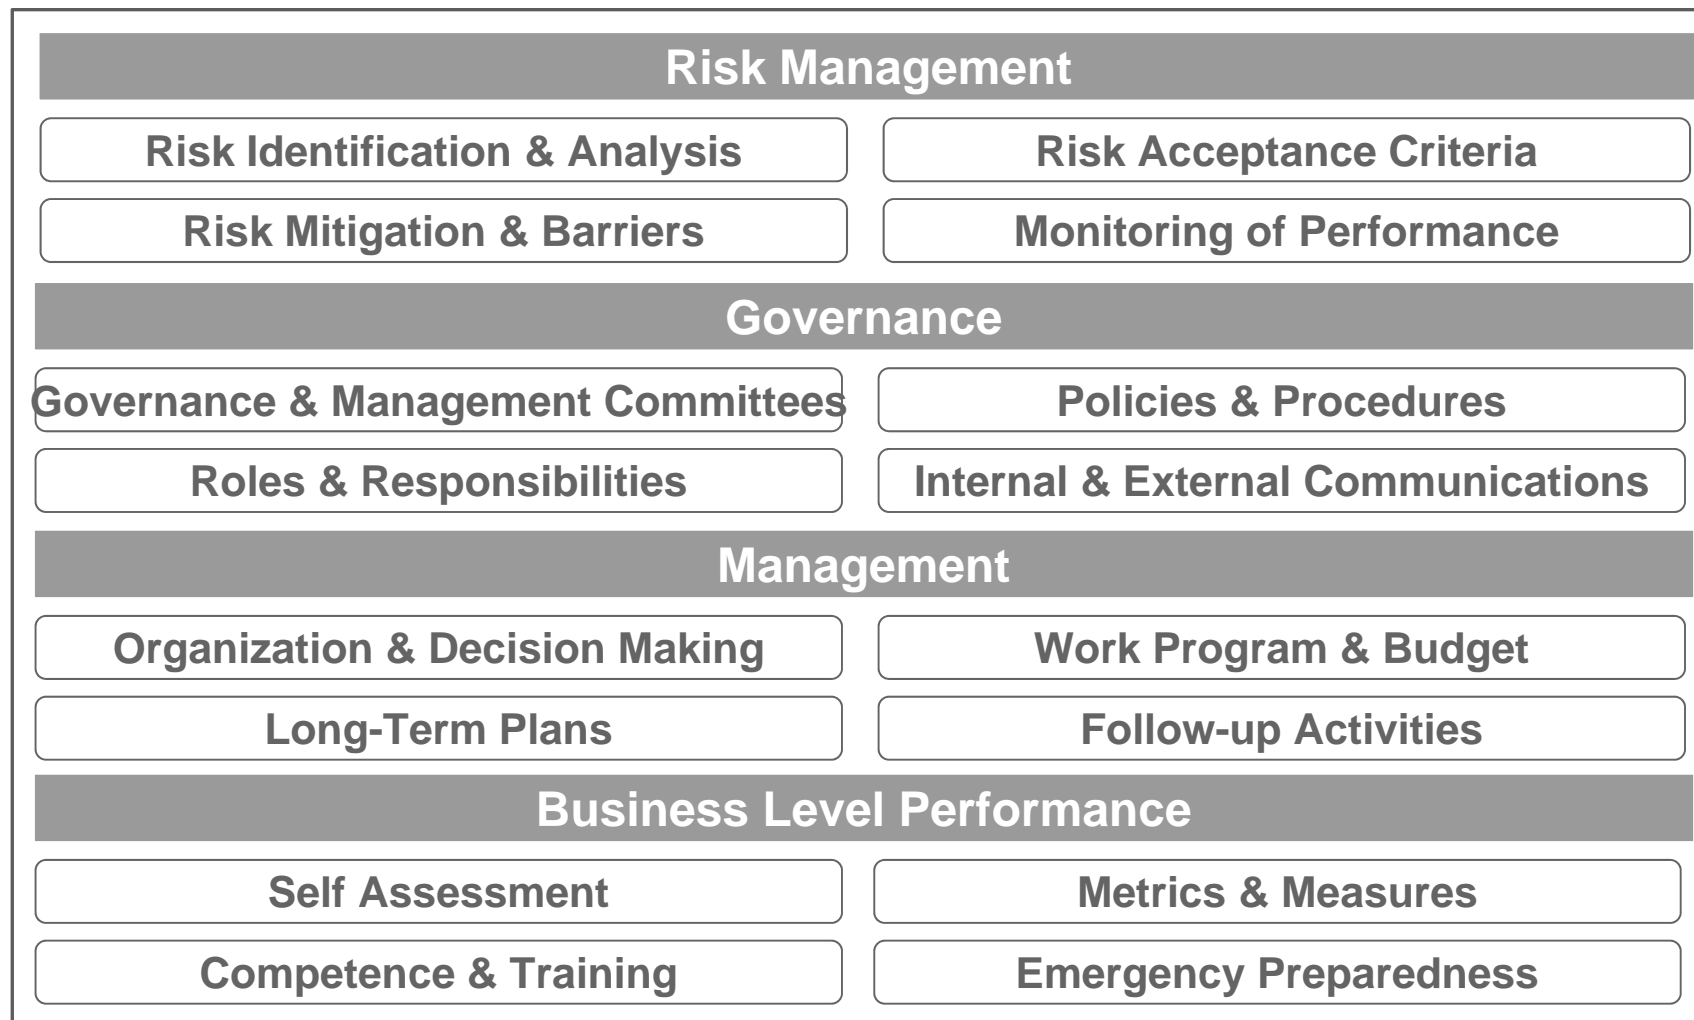 Risk Management
Risk Identification & Analysis
Risk Acceptance Criteria
Risk Mitigation & Barriers
Monitoring of Performance
Governance
Governance & Management Committees
Policies & Procedures
Roles & Responsibilities
Internal & External Communications
Management
Organization & Decision Making
Work Program & Budget
Long-Term Plans
Follow-up Activities
Business Level Performance
Self Assessment
Metrics & Measures
Competence & Training
Emergency Preparedness